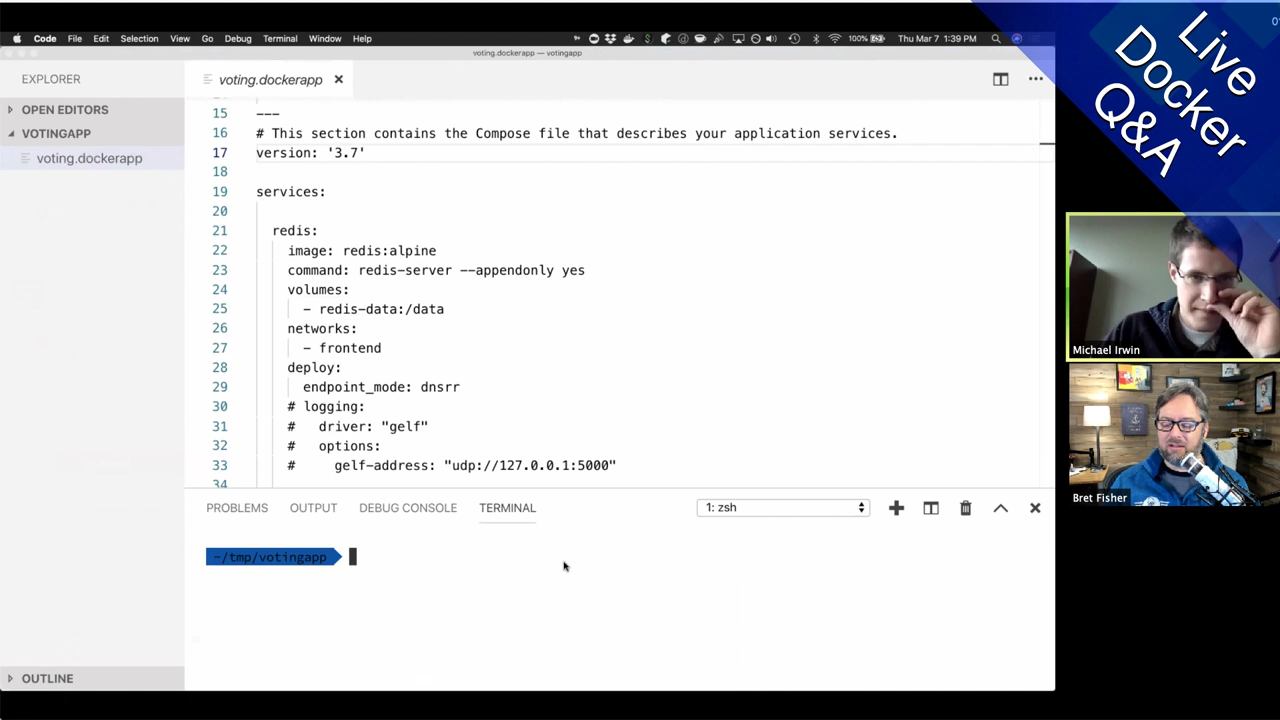 Code File Edit Selection View Go Debug Terminal Window Help 100% Thu Mar 7 1:39 PM
voting.dockerapp — votingapp
EXPLORER
OPEN EDITORS
VOTINGAPP
voting.dockerapp
OUTLINE
voting.dockerapp
15 ---
16 # This section contains the Compose file that describes your application services.
17 version: '3.7'
18
19 services:
20
21 redis:
22 image: redis:alpine
23 command: redis-server --appendonly yes
24 volumes:
25 - redis-data:/data
26 networks:
27 - frontend
28 deploy:
29 endpoint_mode: dnsrr
30 # logging:
31 # driver: "gelf"
32 # options:
33 # gelf-address: "udp://127.0.0.1:5000"
34
PROBLEMS OUTPUT DEBUG CONSOLE TERMINAL 1: zsh
~/tmp/votingapp
Live
Docker
Q&A
Michael Irwin
Bret Fisher